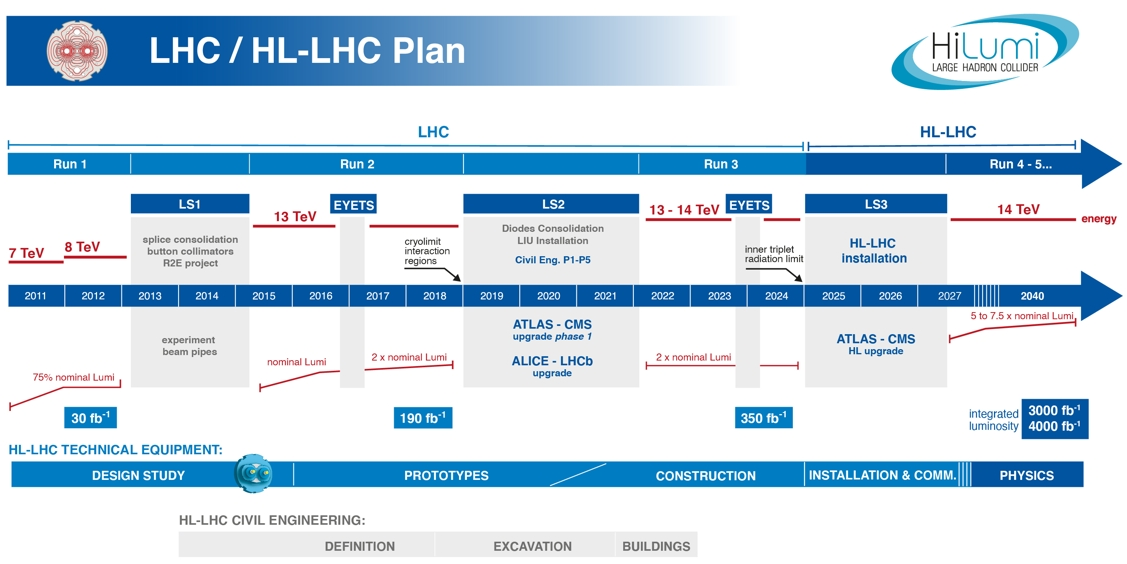 LHC / HL-LHC Plan
HiLumi
LARGE HADRON COLLIDER
LHC
HL-LHC
Run 1
Run 2
Run 3
Run 4 - 5...
LS1
EYETS
LS2
EYETS
LS3
7 TeV
8 TeV
13 TeV
13 - 14 TeV
14 TeV
energy
splice consolidation
button collimators
R2E project
cryolimit
interaction
regions
Diodes Consolidation
LIU Installation
Civil Eng. P1-P5
inner triplet
radiation limit
HL-LHC
installation
2011
2012
2013
2014
2015
2016
2017
2018
2019
2020
2021
2022
2023
2024
2025
2026
2027
2040
75% nominal Lumi
experiment
beam pipes
nominal Lumi
2 x nominal Lumi
ATLAS - CMS
upgrade phase 1
ALICE - LHCb
upgrade
2 x nominal Lumi
ATLAS - CMS
HL upgrade
5 to 7.5 x nominal Lumi
30 fb-1
190 fb-1
350 fb-1
integrated
luminosity
3000 fb-1
4000 fb-1
HL-LHC TECHNICAL EQUIPMENT:
DESIGN STUDY
PROTOTYPES
CONSTRUCTION
INSTALLATION & COMM.
PHYSICS
HL-LHC CIVIL ENGINEERING:
DEFINITION
EXCAVATION
BUILDINGS